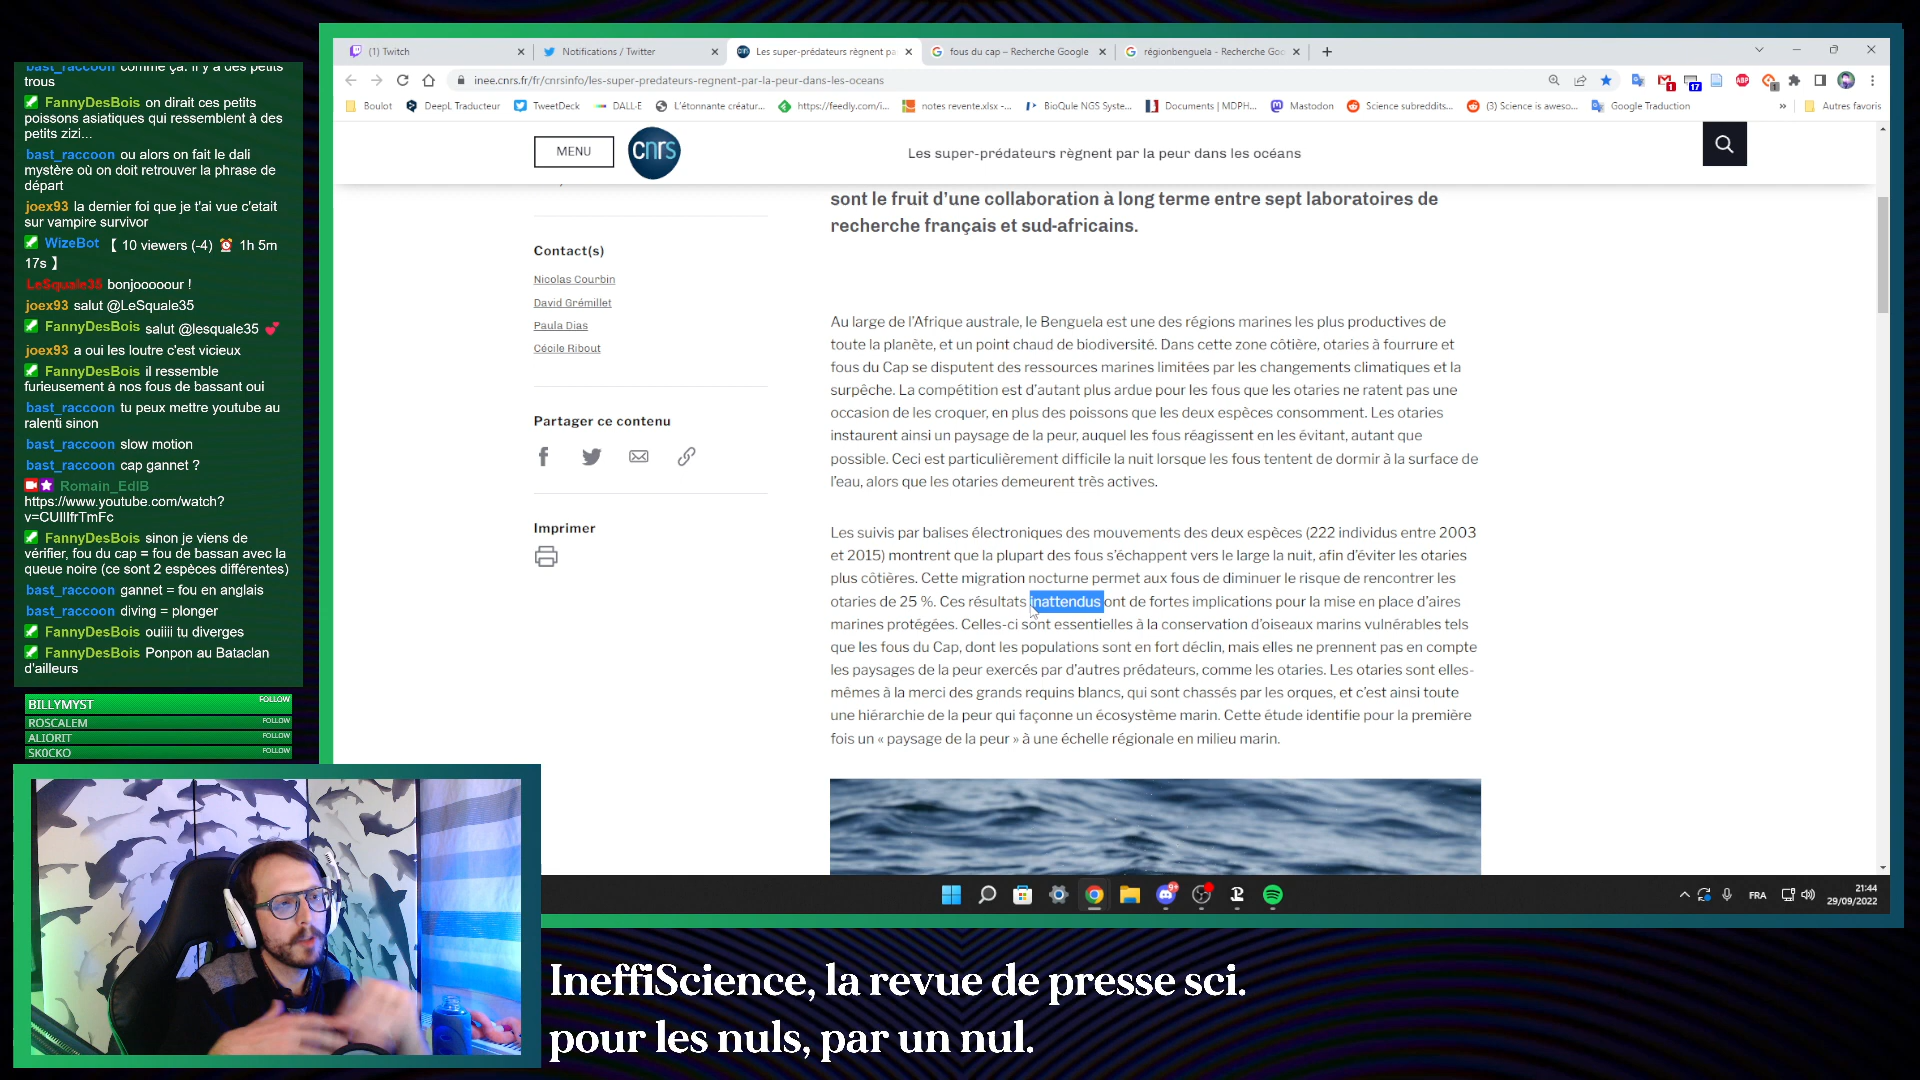 bast_raccoon comme ça. il y a des petits
trous
FannyDesBois on dirait ces petits
poissons asiatiques qui ressemblent à des
petits zizi...
bast_raccoon ou alors on fait le dali
mystère où on doit retrouver la phrase de
départ
joex93 la dernier foi que je t'ai vue c'etait
sur vampire survivor
WizeBot 【 10 viewers (-4) ⏰ 1h 5m
17s 】
LeSquale35 bonjooooour !
joex93 salut @LeSquale35
FannyDesBois salut @lesquale35 💕
joex93 a oui les loutre c'est vicieux
FannyDesBois il ressemble
furieusement à nos fous de bassant oui
bast_raccoon tu peux mettre youtube au
ralenti sinon
bast_raccoon slow motion
bast_raccoon cap gannet ?
Romain_EdIB
https://www.youtube.com/watch?
v=CUIIIfrTmFc
FannyDesBois sinon je viens de
vérifier, fou du cap = fou de bassan avec la
queue noire (ce sont 2 espèces différentes)
bast_raccoon gannet = fou en anglais
bast_raccoon diving = plonger
FannyDesBois ouiiii tu diverges
FannyDesBois Ponpon au Bataclan
d'ailleurs
BILLYMYST FOLLOW
ROSCALEM FOLLOW
ALIORIT FOLLOW
SK0CKO FOLLOW
(1) Twitch
Notifications / Twitter
Les super-prédateurs règnent pa
fous du cap – Recherche Google
régionbenguela - Recherche Goo
inee.cnrs.fr/fr/cnrsinfo/les-super-predateurs-regnent-par-la-peur-dans-les-oceans
Boulot
DeepL Traducteur
TweetDeck
DALL·E
L'étonnante créatur...
https://feedly.com/i...
notes revente.xlsx -...
BioQule NGS Syste...
Documents | MDPH...
Mastodon
Science subreddits...
(3) Science is aweso...
Google Traduction
»
Autres favoris
MENU
cnrs
Les super-prédateurs règnent par la peur dans les océans
sont le fruit d'une collaboration à long terme entre sept laboratoires de
recherche français et sud-africains.
Contact(s)
Nicolas Courbin
David Grémillet
Paula Dias
Cécile Ribout
Partager ce contenu
Imprimer
Au large de l'Afrique australe, le Benguela est une des régions marines les plus productives de
toute la planète, et un point chaud de biodiversité. Dans cette zone côtière, otaries à fourrure et
fous du Cap se disputent des ressources marines limitées par les changements climatiques et la
surpêche. La compétition est d'autant plus ardue pour les fous que les otaries ne ratent pas une
occasion de les croquer, en plus des poissons que les deux espèces consomment. Les otaries
instaurent ainsi un paysage de la peur, auquel les fous réagissent en les évitant, autant que
possible. Ceci est particulièrement difficile la nuit lorsque les fous tentent de dormir à la surface de
l'eau, alors que les otaries demeurent très actives.
Les suivis par balises électroniques des mouvements des deux espèces (222 individus entre 2003
et 2015) montrent que la plupart des fous s'échappent vers le large la nuit, afin d'éviter les otaries
plus côtières. Cette migration nocturne permet aux fous de diminuer le risque de rencontrer les
otaries de 25 %. Ces résultats inattendus ont de fortes implications pour la mise en place d'aires
marines protégées. Celles-ci sont essentielles à la conservation d'oiseaux marins vulnérables tels
que les fous du Cap, dont les populations sont en fort déclin, mais elles ne prennent pas en compte
les paysages de la peur exercés par d'autres prédateurs, comme les otaries. Les otaries sont elles-
mêmes à la merci des grands requins blancs, qui sont chassés par les orques, et c'est ainsi toute
une hiérarchie de la peur qui façonne un écosystème marin. Cette étude identifie pour la première
fois un « paysage de la peur » à une échelle régionale en milieu marin.
FRA
21:44
29/09/2022
IneffiScience, la revue de presse sci.
pour les nuls, par un nul.